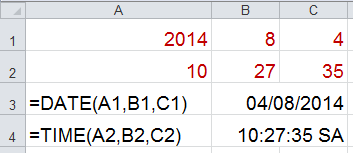 A B C
1 2014 8 4
2 10 27 35
3 =DATE(A1,B1,C1) 04/08/2014
4 =TIME(A2,B2,C2) 10:27:35 SA